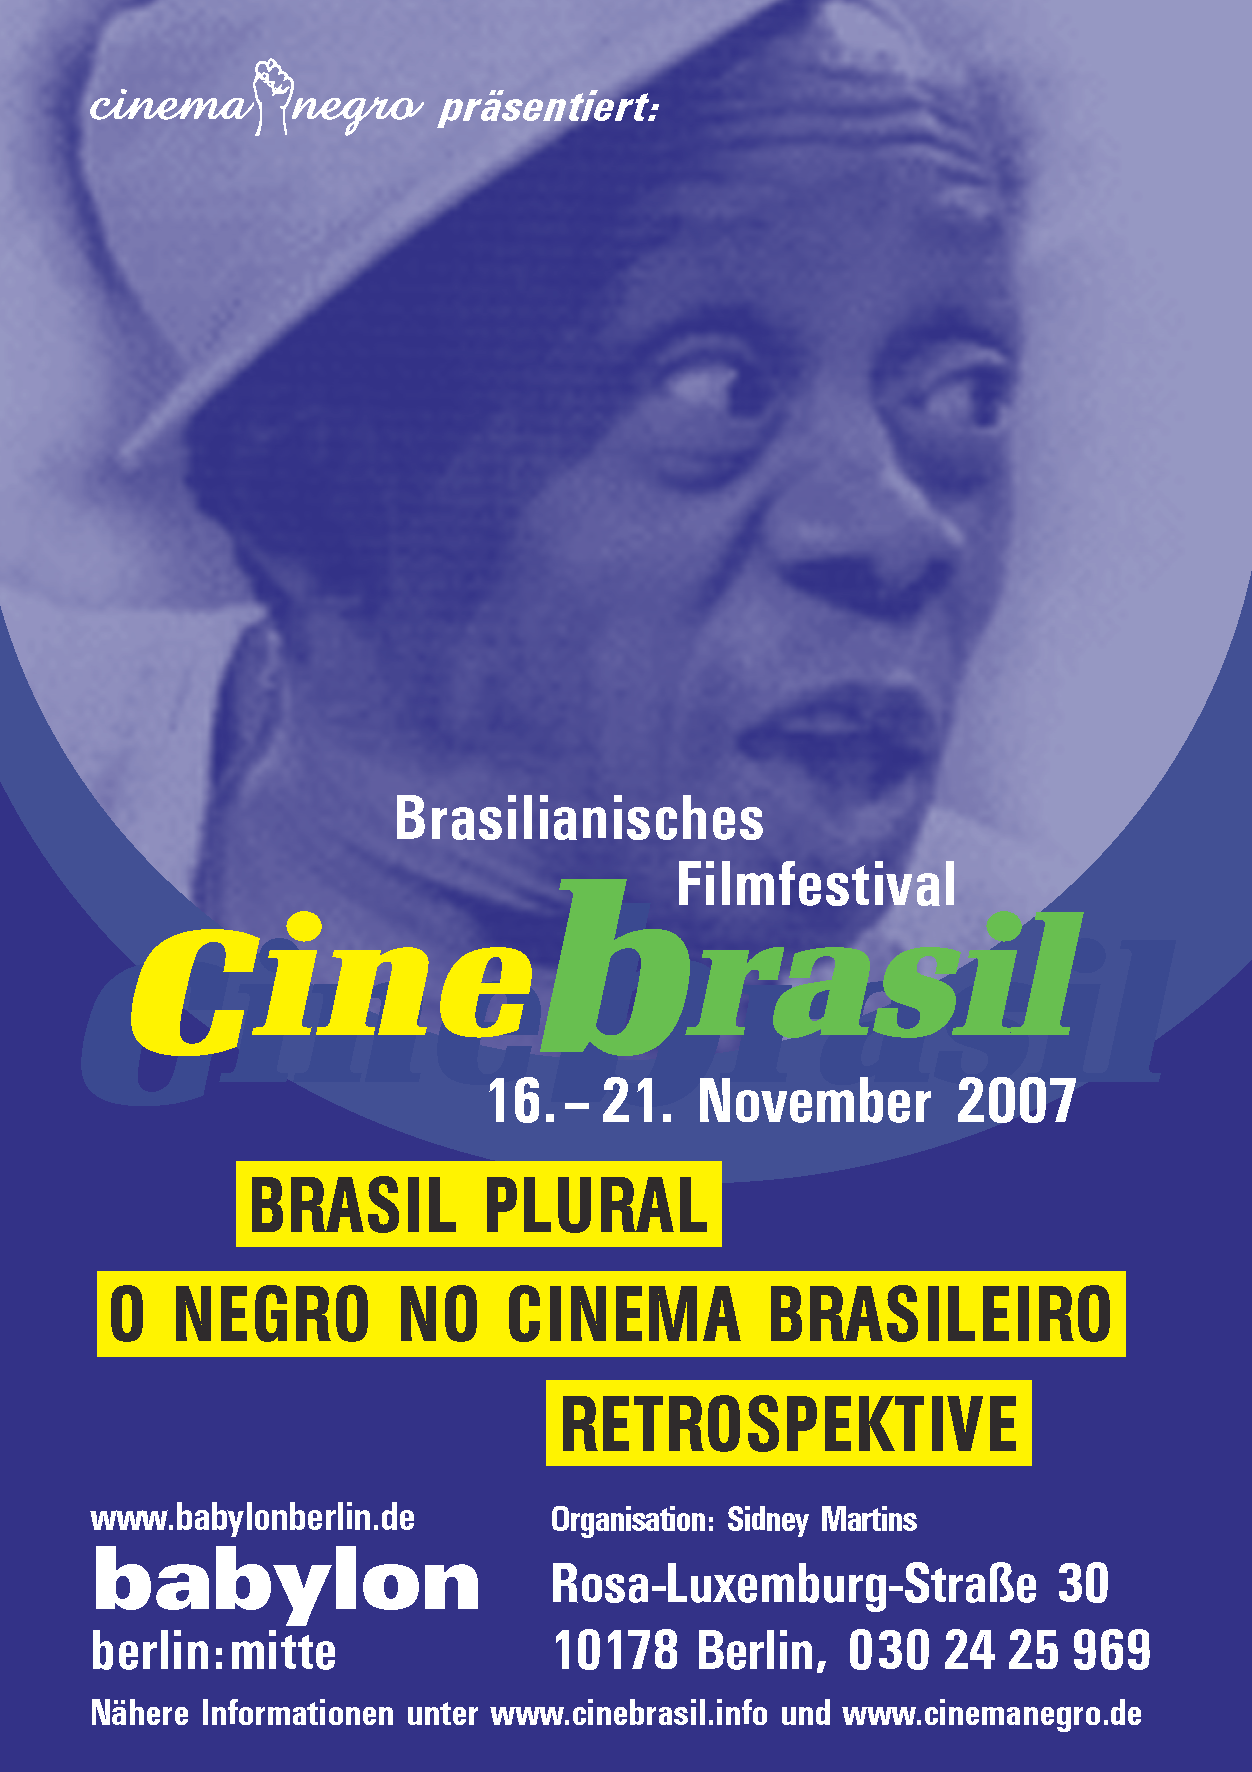 cinema negro präsentiert:
Brasilianisches
Filmfestival
cinebrasil
16. – 21. November 2007
BRASIL PLURAL
O NEGRO NO CINEMA BRASILEIRO
RETROSPEKTIVE
www.babylonberlin.de
babylon
berlin:mitte
Organisation: Sidney Martins
Rosa-Luxemburg-Straße 30
10178 Berlin, 030 24 25 969
Nähere Informationen unter www.cinebrasil.info und www.cinemanegro.de